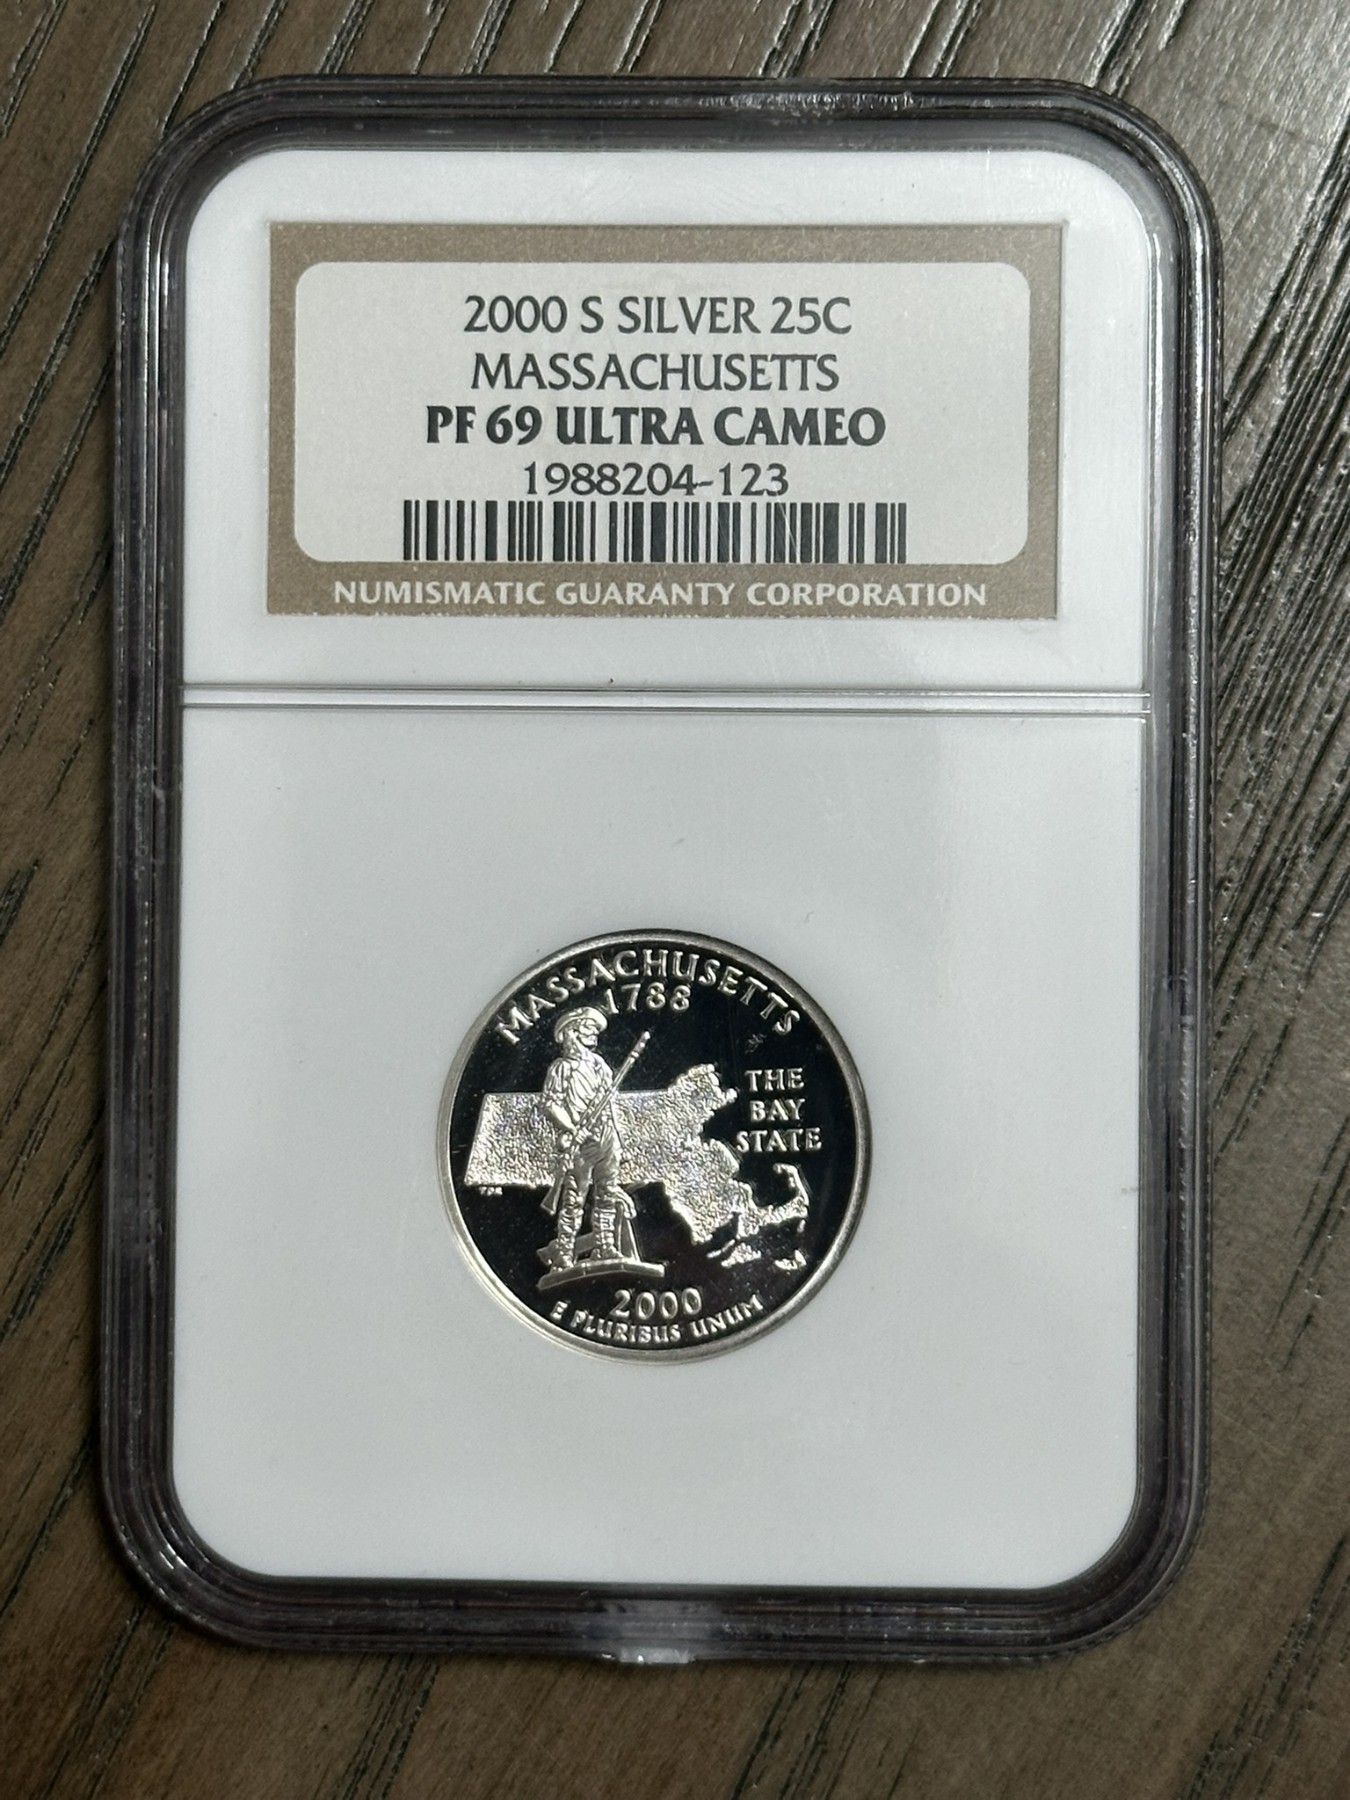 2000 S SILVER 25C
MASSACHUSETTS
PF 69 ULTRA CAMEO
1988204-123
NUMISMATIC GUARANTY CORPORATION
MASSACHUSETTS
1788
THE
BAY
STATE
2000
E PLURIBUS UNUM